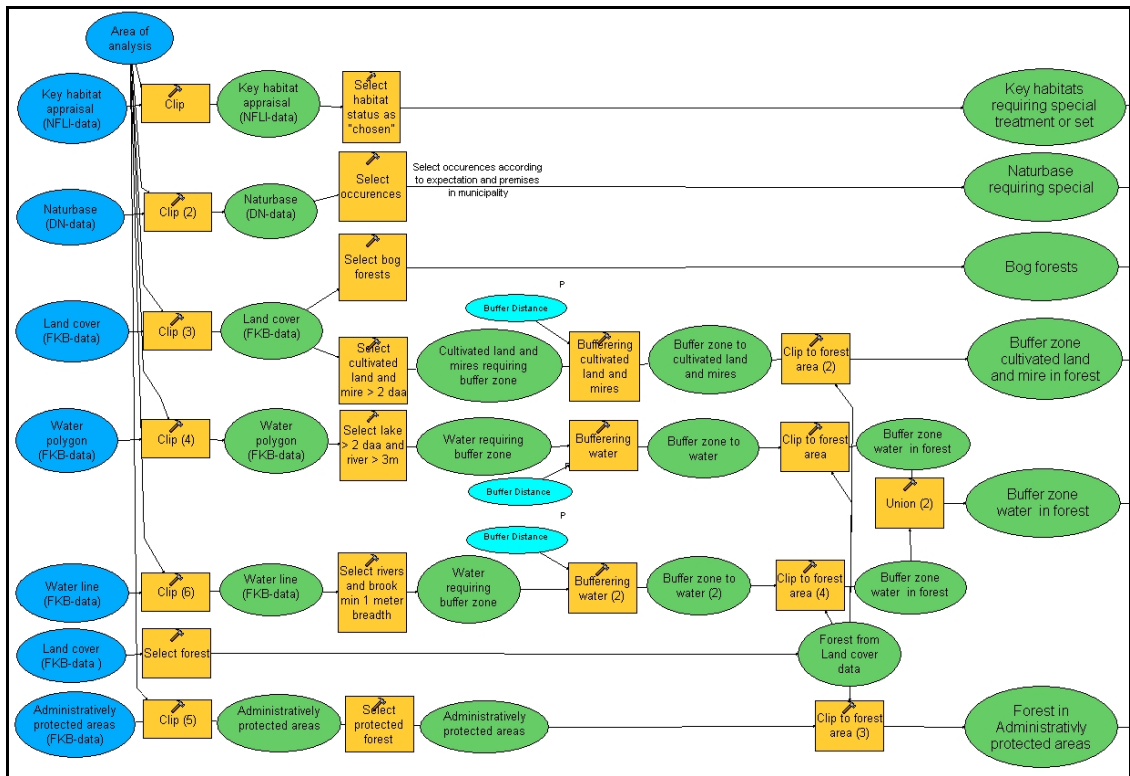 Area of
analysis
Key habitat
appraisal
(NFLI-data)
Clip
Key habitat
appraisal
(NFLI-data)
Select
habitat
status as
"chosen"
Key habitats
requiring special
treatment or set
Naturbase
(DN-data)
Clip (2)
Naturbase
(DN-data)
Select
occurences
Select occurences according
to expectation and premises
in municipality
Naturbase
requiring special
Land cover
(FKB-data)
Clip (3)
Land cover
(FKB-data)
Select bog
forests
Bog forests
P
Buffer Distance
Select
cultivated
land and
mire > 2 daa
Cultivated land and
mires requiring
buffer zone
Bufferering
cultivated
land and
mires
Buffer zone to
cultivated land
and mires
Clip to forest
area (2)
Buffer zone
cultivated land
and mire in forest
Water
polygon
(FKB-data)
Clip (4)
Water
polygon
(FKB-data)
Select lake
> 2 daa and
river > 3m
Water requiring
buffer zone
Bufferering
water
Buffer zone to
water
Clip to forest
area
Buffer zone
water in forest
Buffer Distance
Union (2)
Buffer zone
water in forest
P
Buffer Distance
Water line
(FKB-data)
Clip (6)
Water line
(FKB-data)
Select rivers
and brook
min 1 meter
breadth
Water
requiring
buffer zone
Bufferering
water (2)
Buffer zone to
water (2)
Clip to forest
area (4)
Buffer zone
water in forest
Land cover
(FKB-data )
Select forest
Forest from
Land cover
data
Administratively
protected areas
(FKB-data)
Clip (5)
Administratively
protected areas
Select
protected
forest
Administratively
protected areas
Clip to forest
area (3)
Forest in
Administrativly
protected areas